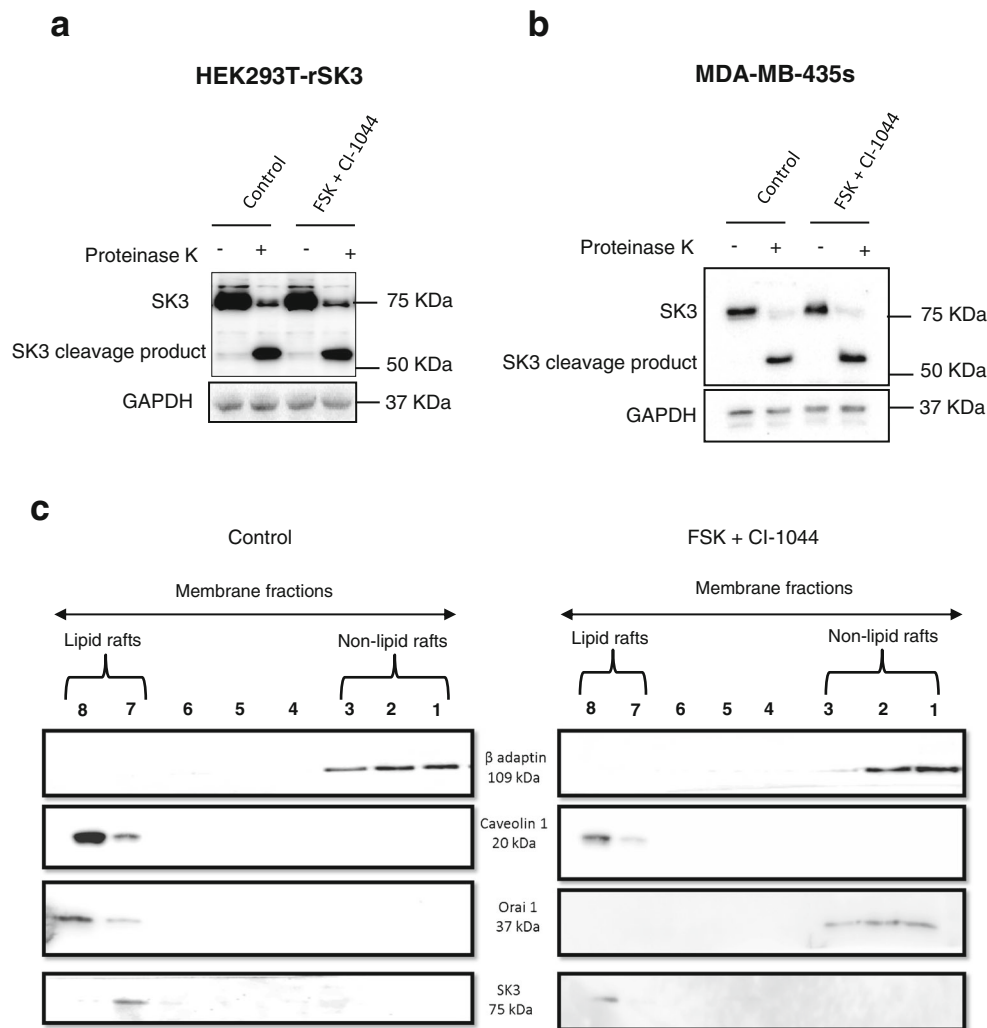 a
HEK293T-rSK3
Control
FSK + CI-1044
Proteinase K - + - +
SK3
75 KDa
SK3 cleavage product
50 KDa
GAPDH
37 KDa
b
MDA-MB-435s
Control
FSK + CI-1044
Proteinase K - + - +
SK3
75 KDa
SK3 cleavage product
50 KDa
GAPDH
37 KDa
c
Control
Membrane fractions
Lipid rafts
Non-lipid rafts
8 7 6 5 4 3 2 1
FSK + CI-1044
Membrane fractions
Lipid rafts
Non-lipid rafts
8 7 6 5 4 3 2 1
β adaptin
109 kDa
Caveolin 1
20 kDa
Orai 1
37 kDa
SK3
75 kDa